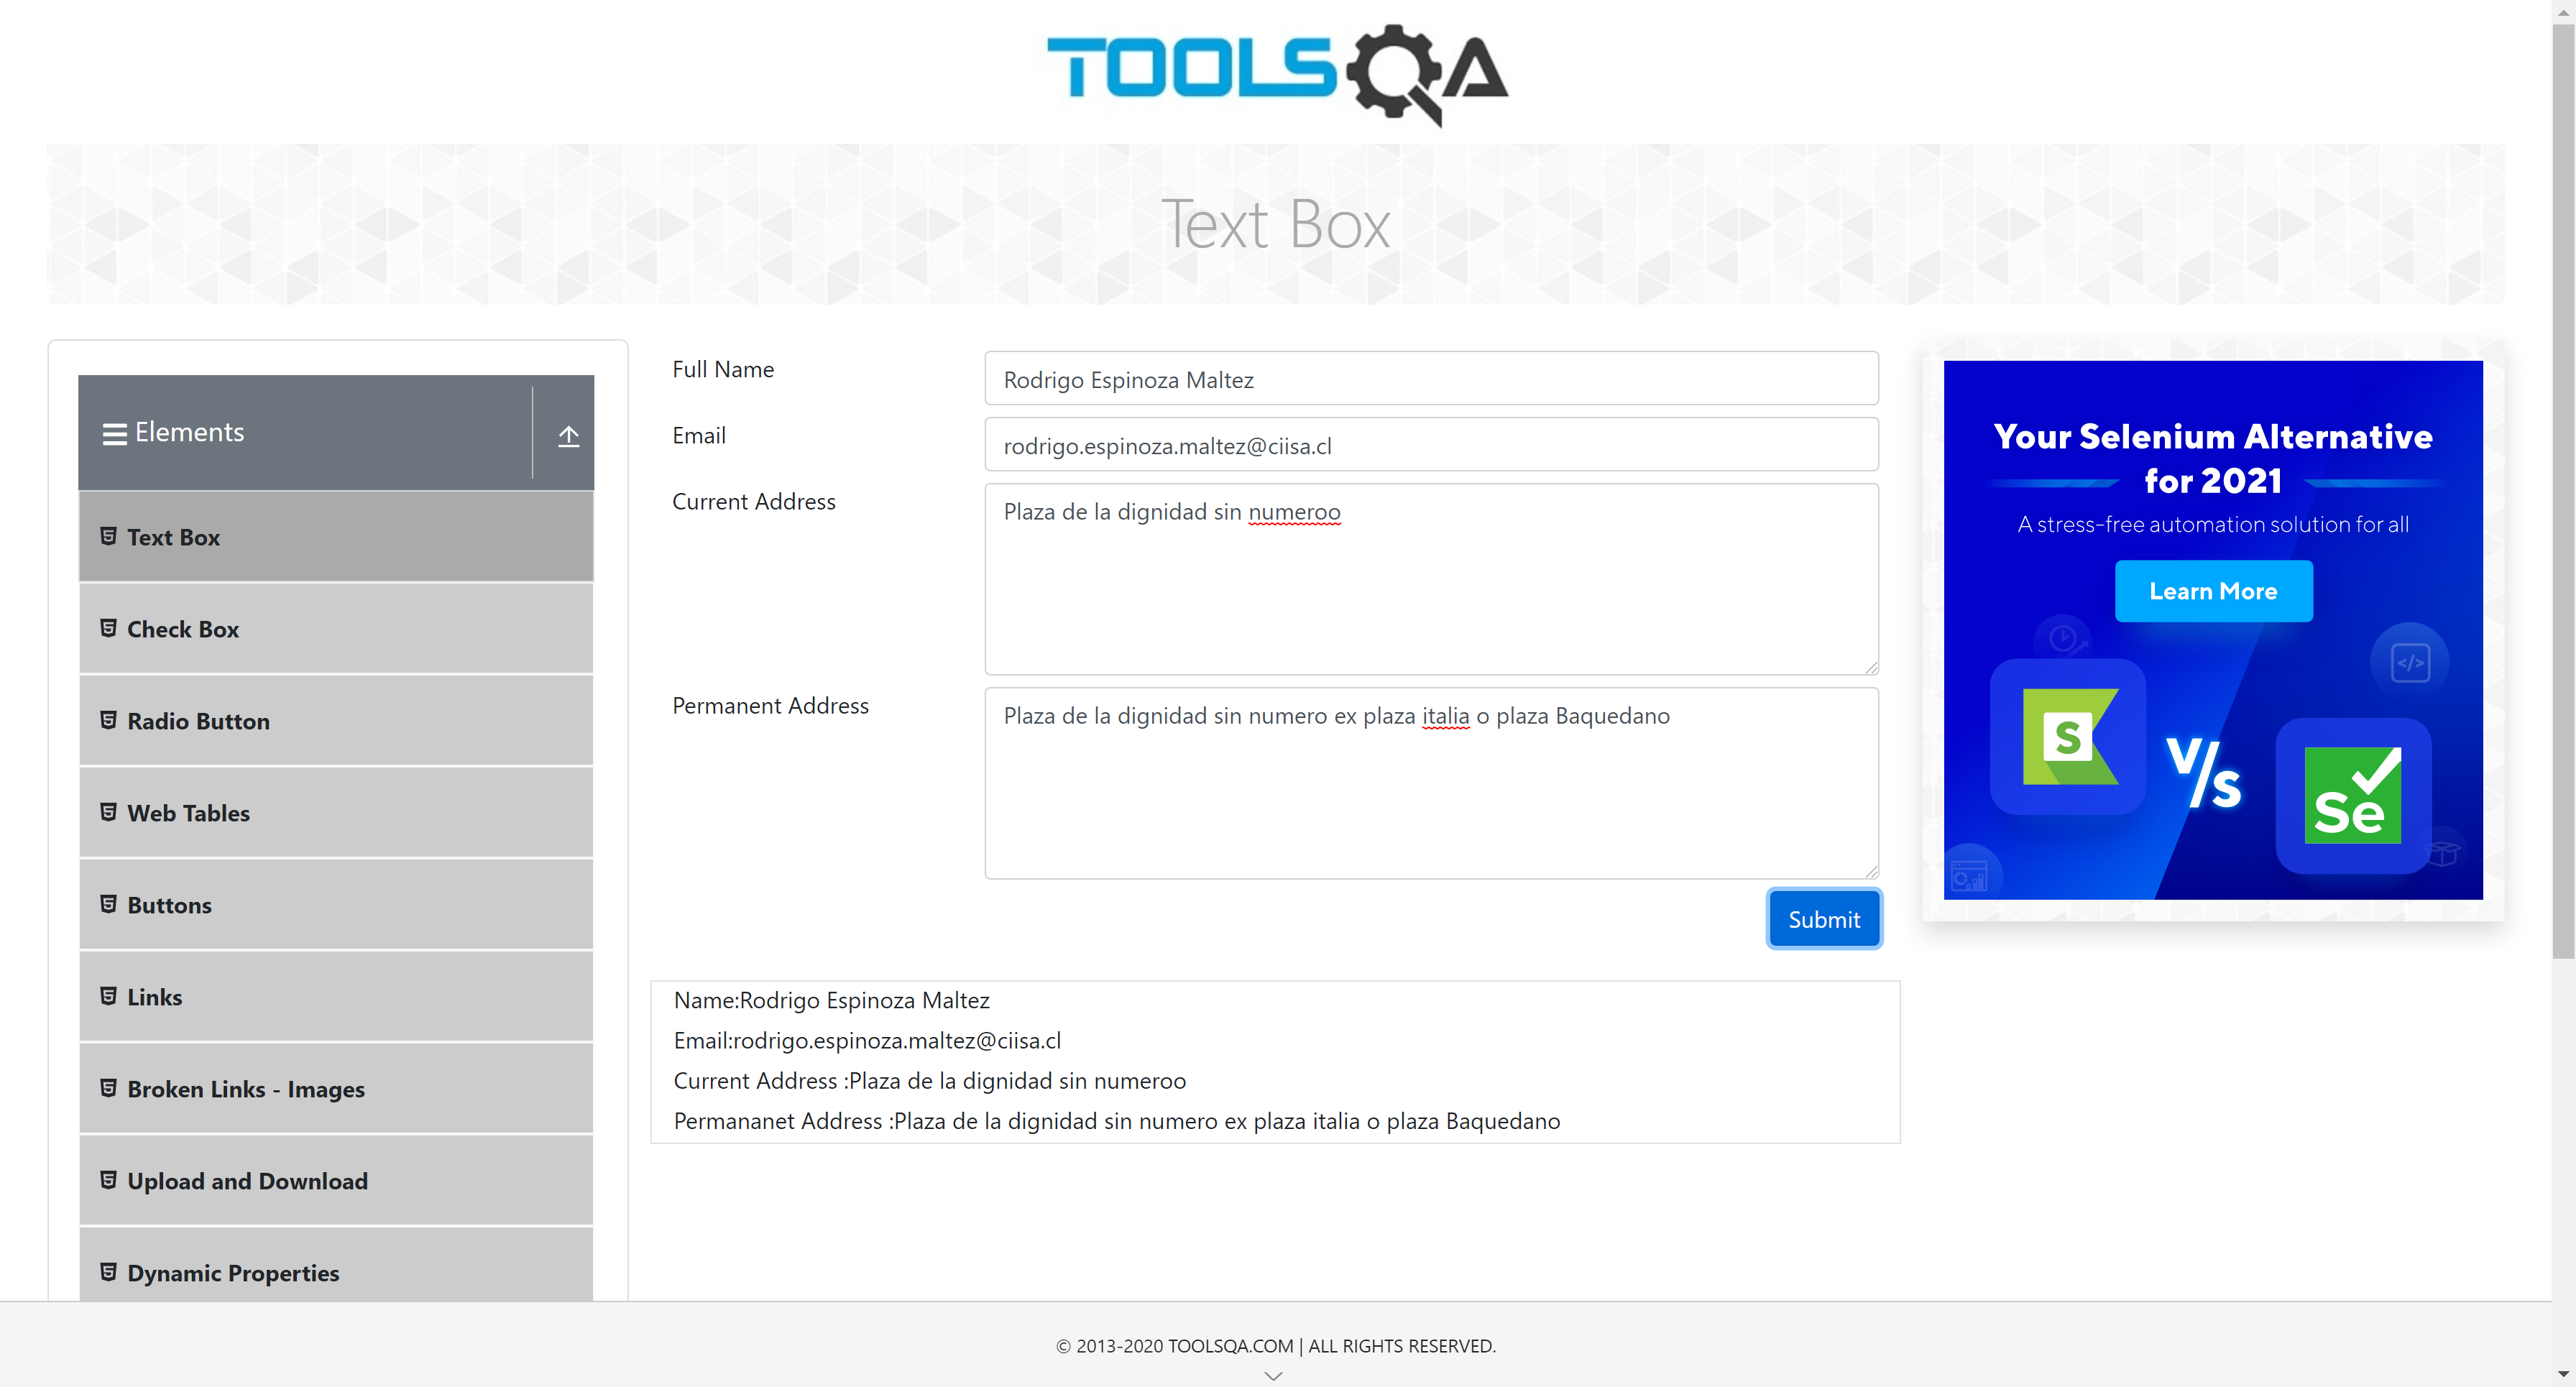 TOOLSQA
Text Box
Elements
Text Box
Check Box
Radio Button
Web Tables
Buttons
Links
Broken Links - Images
Upload and Download
Dynamic Properties
Full Name
Rodrigo Espinoza Maltez
Email
rodrigo.espinoza.maltez@ciisa.cl
Current Address
Plaza de la dignidad sin numeroo
Permanent Address
Plaza de la dignidad sin numero ex plaza italia o plaza Baquedano
Submit
Name:Rodrigo Espinoza Maltez
Email:rodrigo.espinoza.maltez@ciisa.cl
Current Address :Plaza de la dignidad sin numeroo
Permananet Address :Plaza de la dignidad sin numero ex plaza italia o plaza Baquedano
Your Selenium Alternative
for 2021
A stress-free automation solution for all
Learn More
</>
S
V/s
Se
© 2013-2020 TOOLSQA.COM | ALL RIGHTS RESERVED.